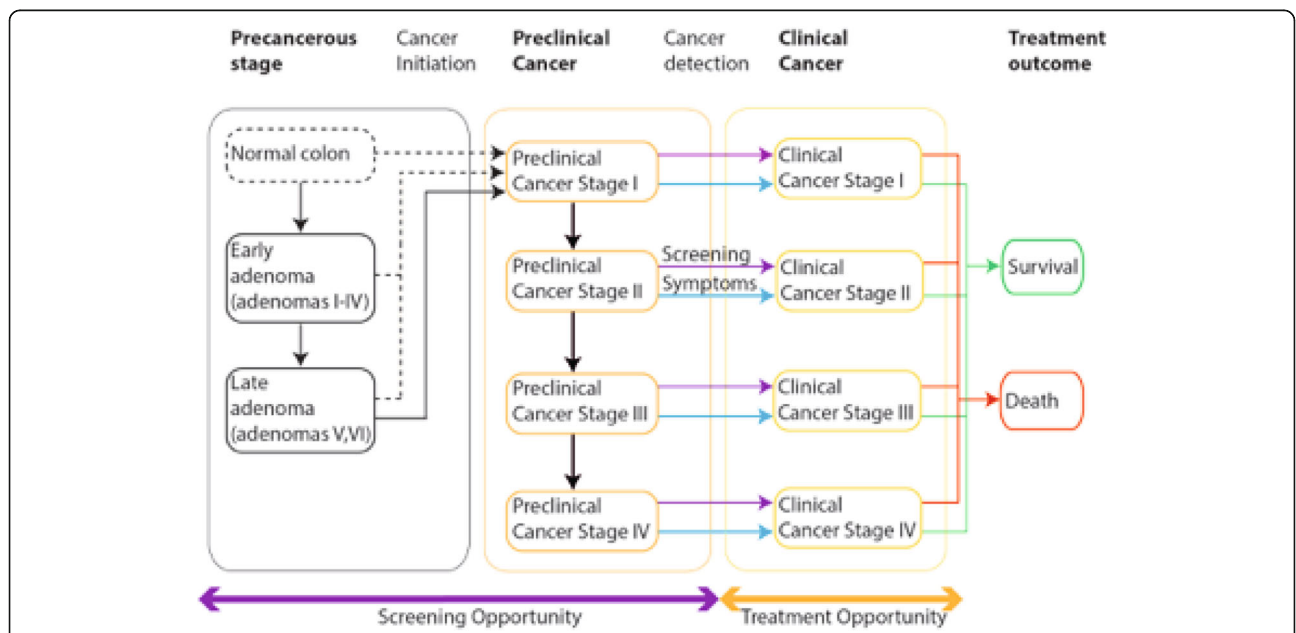 Precancerous
stage
Cancer
Initiation
Preclinical
Cancer
Cancer
detection
Clinical
Cancer
Treatment
outcome
Normal colon
Early
adenoma
(adenomas I-IV)
Late
adenoma
(adenomas V,VI)
Preclinical
Cancer Stage I
Preclinical
Cancer Stage II
Preclinical
Cancer Stage III
Preclinical
Cancer Stage IV
Screening
Symptoms
Clinical
Cancer Stage I
Clinical
Cancer Stage II
Clinical
Cancer Stage III
Clinical
Cancer Stage IV
Survival
Death
Screening Opportunity
Treatment Opportunity